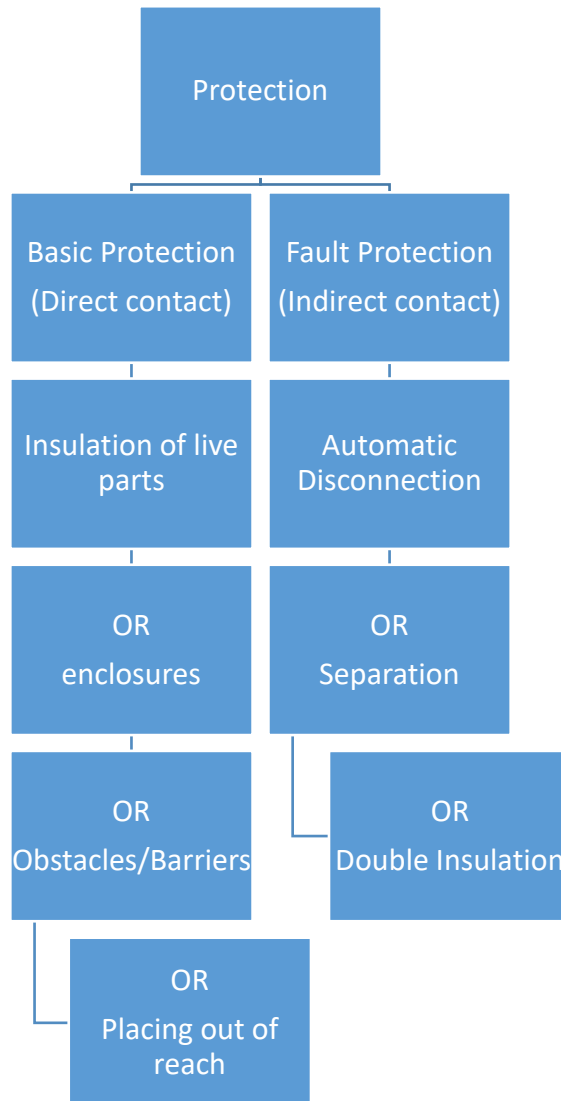 Protection
Basic Protection
(Direct contact)
Fault Protection
(Indirect contact)
Insulation of live
parts
Automatic
Disconnection
OR
enclosures
OR
Separation
OR
Obstacles/Barriers
OR
Double Insulation
OR
Placing out of
reach